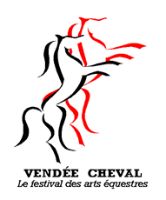 VENDÉE CHEVAL
Le festival des arts équestres